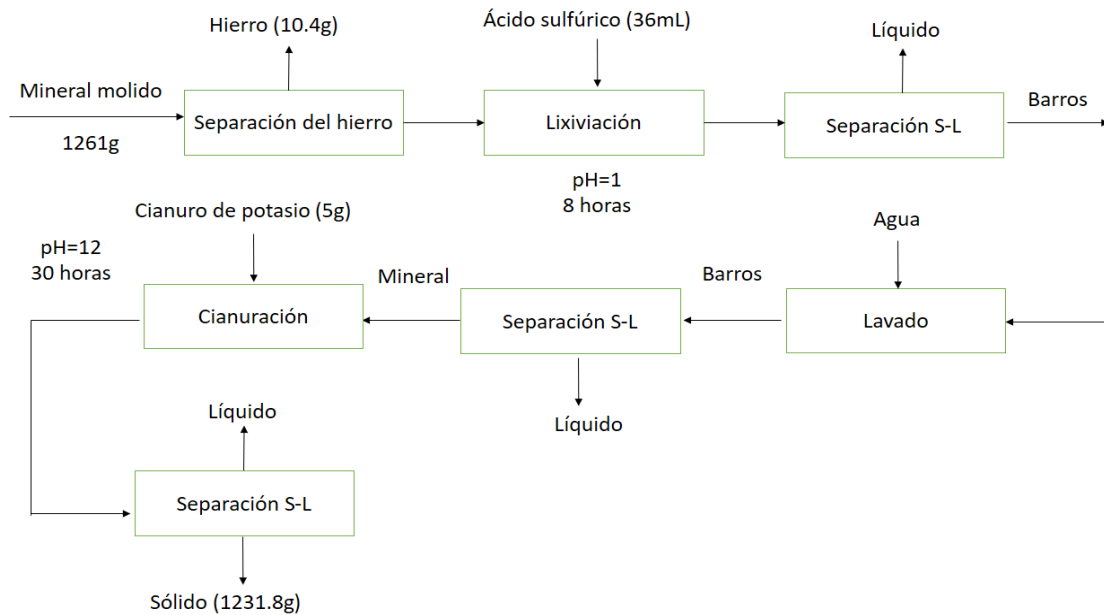 Hierro (10.4g)
Ácido sulfúrico (36mL)
Líquido
Mineral molido
1261g
Separación del hierro
Lixiviación
Separación S-L
Barros
pH=1
8 horas
Cianuro de potasio (5g)
pH=12
30 horas
Agua
Mineral
Barros
Cianuración
Separación S-L
Lavado
Líquido
Líquido
Separación S-L
Sólido (1231.8g)